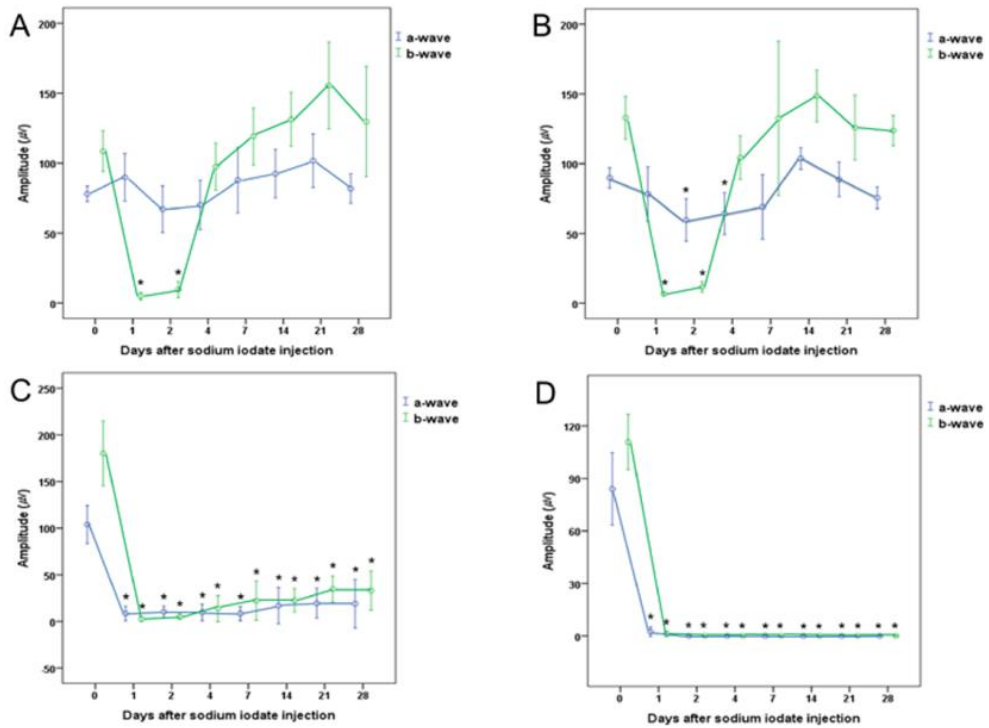 A
200
150
100
50
0
Amplitude (μV)
0 1 2 4 7 14 21 28
Days after sodium iodate injection
a-wave
b-wave
* *
B
200
150
100
50
0
Amplitude (μV)
0 1 2 4 7 14 21 28
Days after sodium iodate injection
a-wave
b-wave
* *
* *
C
250
200
150
100
50
0
-50
Amplitude (μV)
0 1 2 4 7 14 21 28
Days after sodium iodate injection
a-wave
b-wave
* * * * * * * * * * * * * *
D
120
90
60
30
0
Amplitude (μV)
0 1 2 4 7 14 21 28
Days after sodium iodate injection
a-wave
b-wave
* * * * * * * * * * * * * *